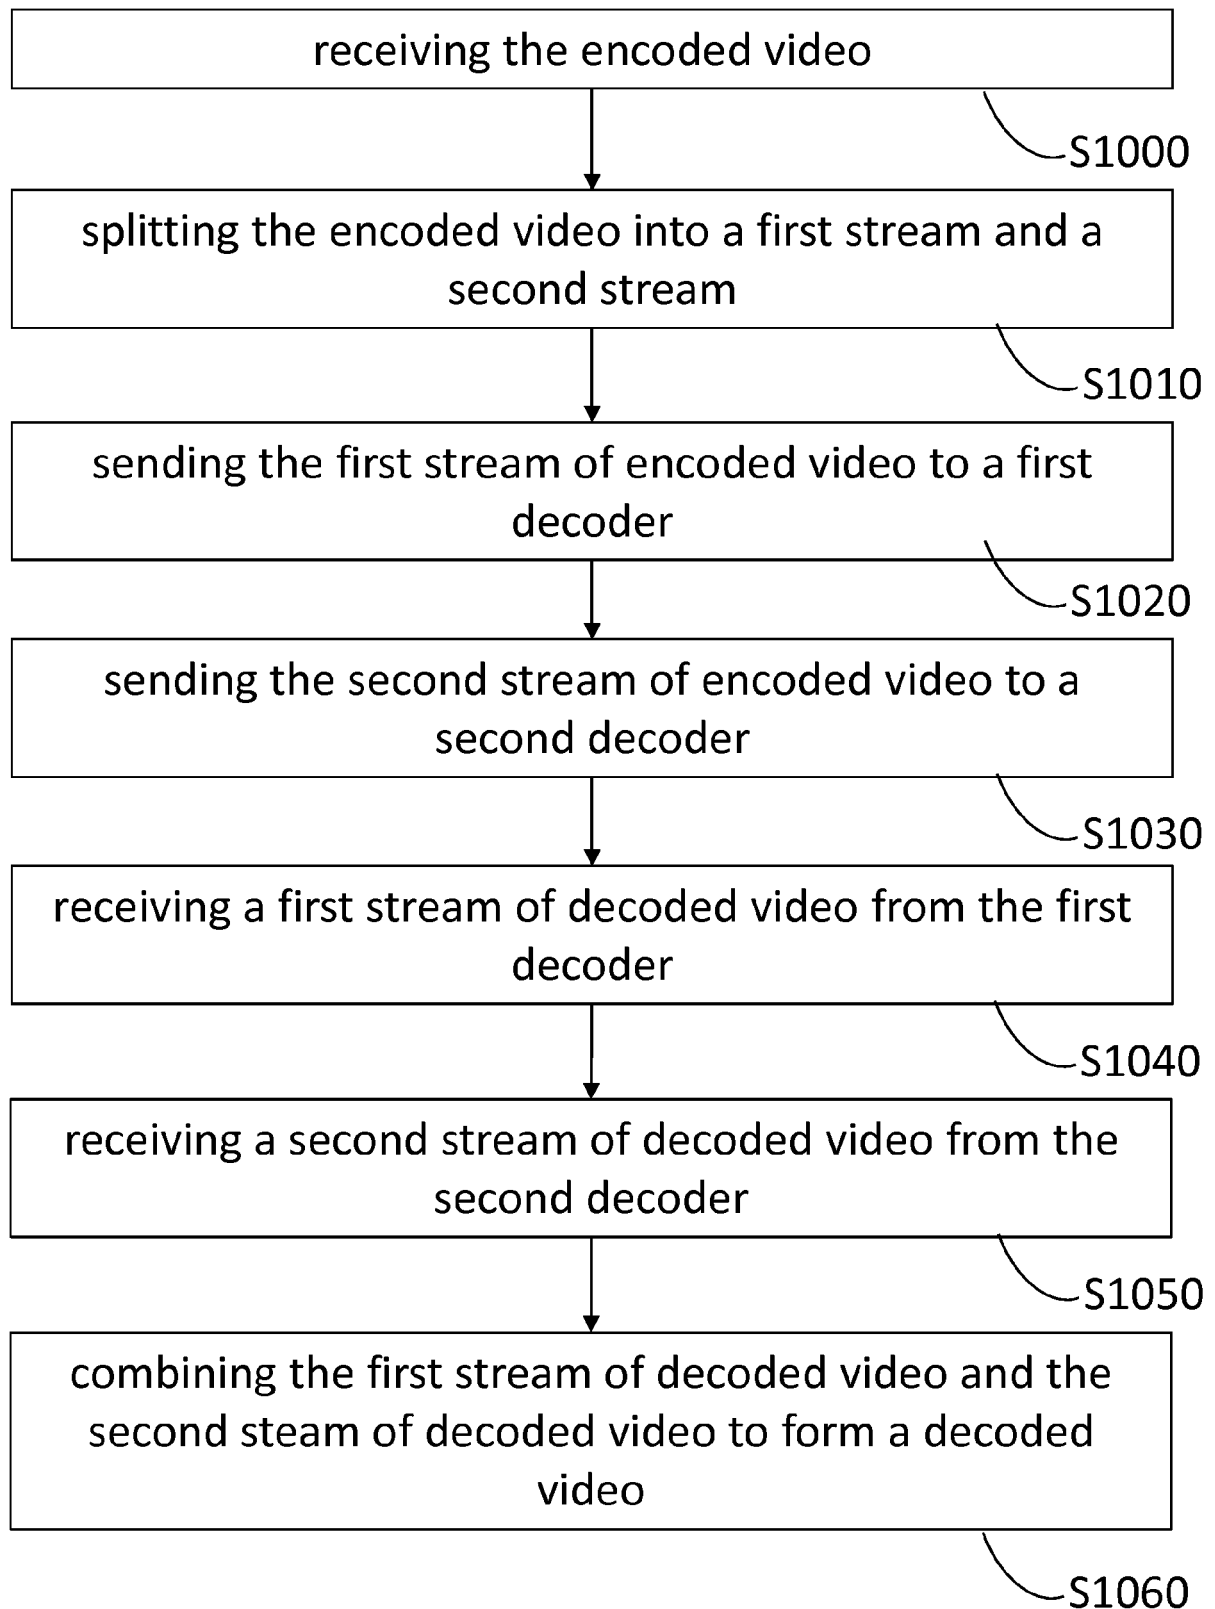 receiving the encoded video
S1000
splitting the encoded video into a first stream and a
second stream
S1010
sending the first stream of encoded video to a first
decoder
S1020
sending the second stream of encoded video to a
second decoder
S1030
receiving a first stream of decoded video from the first
decoder
S1040
receiving a second stream of decoded video from the
second decoder
S1050
combining the first stream of decoded video and the
second steam of decoded video to form a decoded
video
S1060